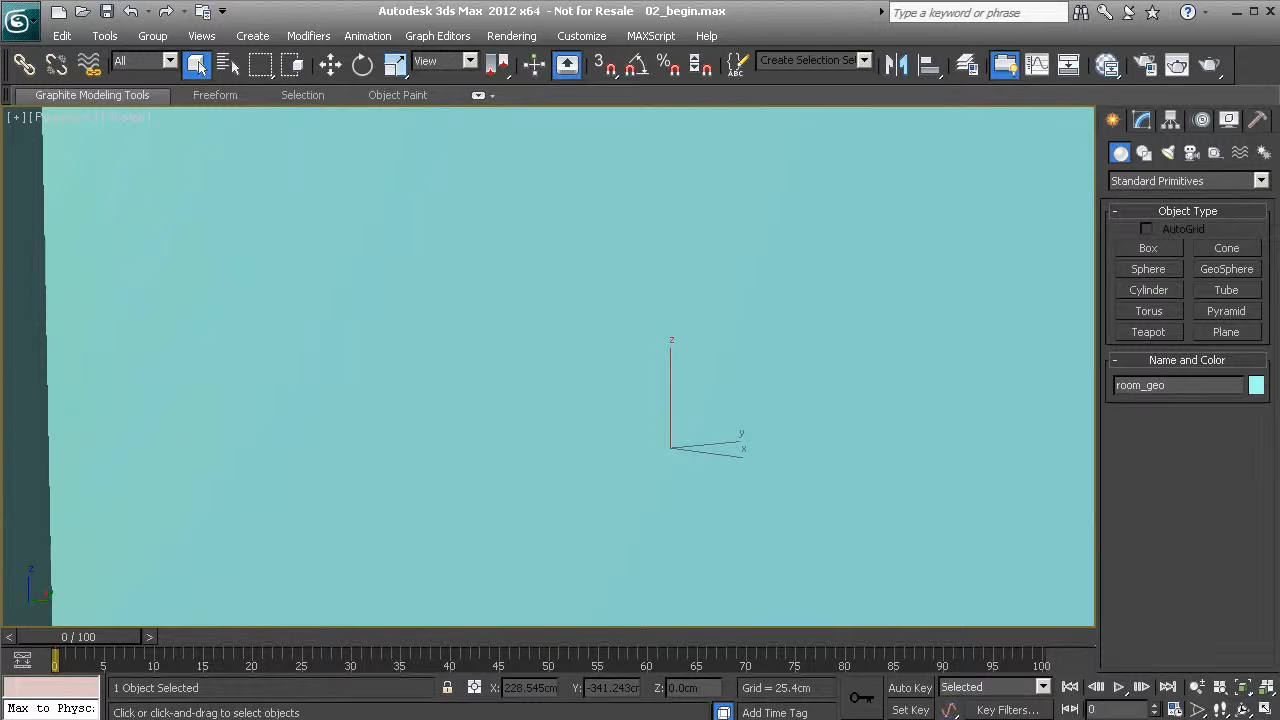 Autodesk 3ds Max 2012 x64 - Not for Resale 02_begin.max
Type a keyword or phrase
Edit Tools Group Views Create Modifiers Animation Graph Editors Rendering Customize MAXScript Help
All View 3 Create Selection Se
Graphite Modeling Tools Freeform Selection Object Paint
[+]
Standard Primitives
- Object Type
AutoGrid
Box Cone
Sphere GeoSphere
Cylinder Tube
Torus Pyramid
Teapot Plane
- Name and Color
room_geo
z
y
x
z
< 0 / 100 >
0 5 10 15 20 25 30 35 40 45 50 55 60 65 70 75 80 85 90 95 100
1 Object Selected X: 228.545cm Y: -341.243cm Z: 0.0cm Grid = 25.4cm Auto Key Selected
Max to Physc: Click or click-and-drag to select objects Add Time Tag Set Key Key Filters... 0